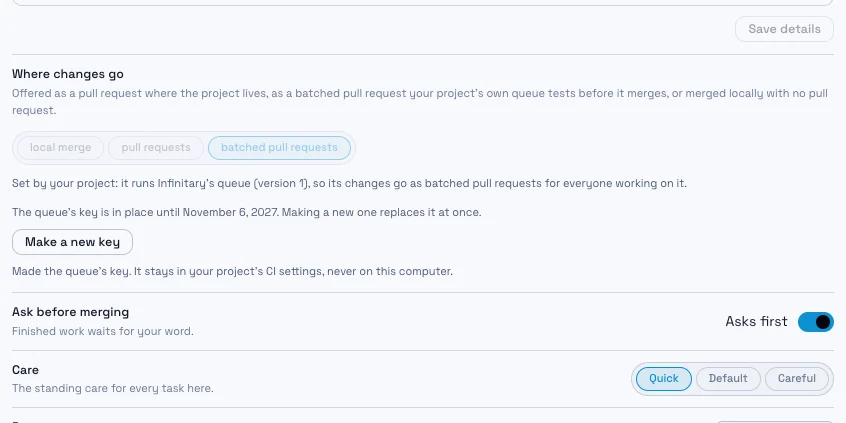 Save details
Where changes go
Offered as a pull request where the project lives, as a batched pull request your project's own queue tests before it merges, or merged locally with no pull
request.
local merge pull requests batched pull requests
Set by your project: it runs Infinitary's queue (version 1), so its changes go as batched pull requests for everyone working on it.
The queue's key is in place until November 6, 2027. Making a new one replaces it at once.
Make a new key
Made the queue's key. It stays in your project's CI settings, never on this computer.
Ask before merging
Asks first
Finished work waits for your word.
Care
Quick Default Careful
The standing care for every task here.